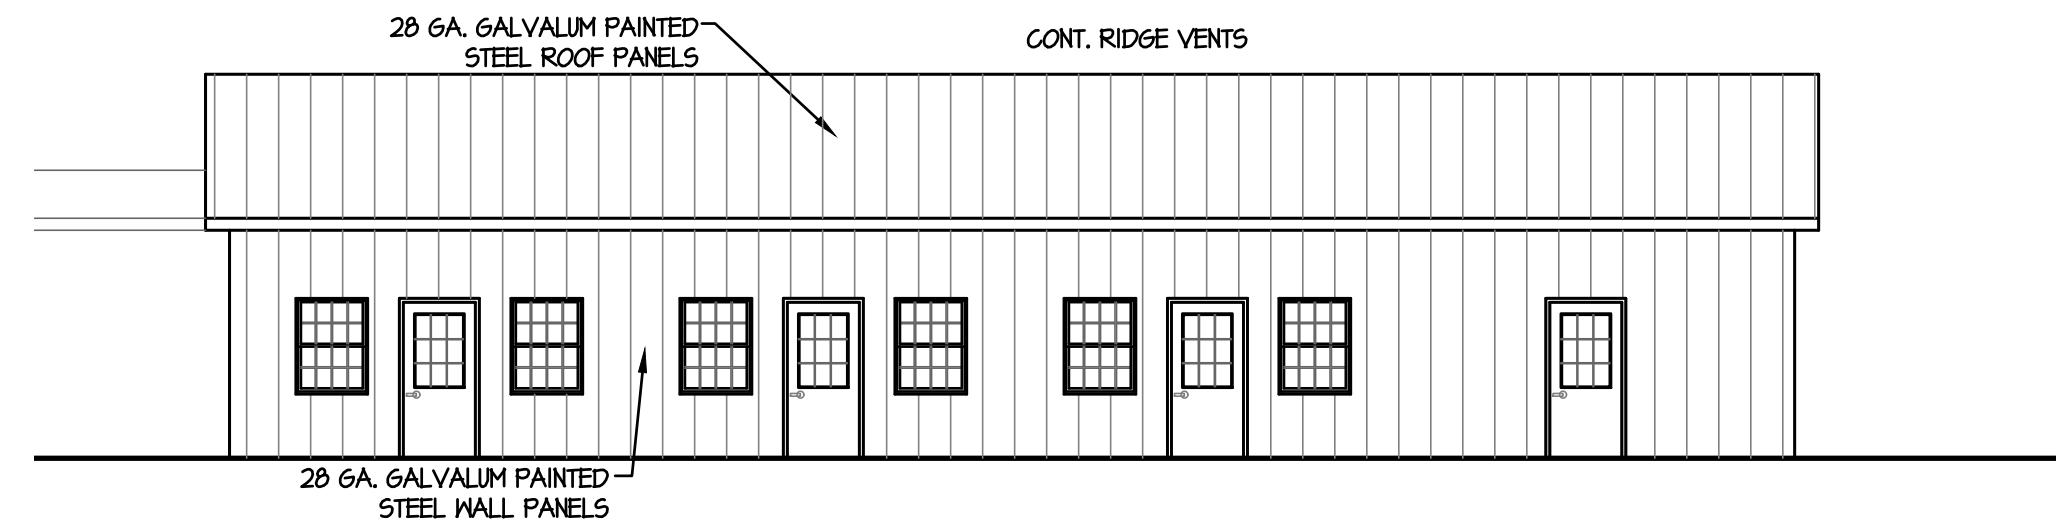 28 GA. GALVALUM PAINTED
STEEL ROOF PANELS
CONT. RIDGE VENTS
28 GA. GALVALUM PAINTED
STEEL WALL PANELS